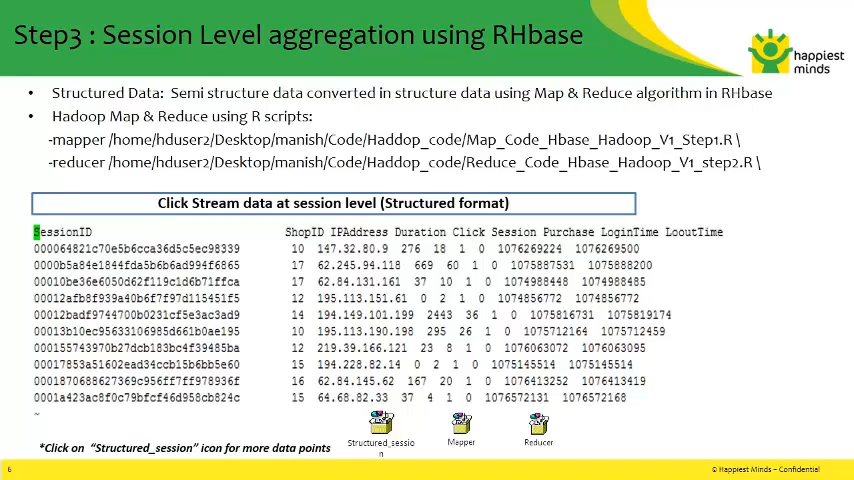 Step3 : Session Level aggregation using RHbase
happiest
minds
• Structured Data: Semi structure data converted in structure data using Map & Reduce algorithm in RHbase
• Hadoop Map & Reduce using R scripts:
-mapper /home/hduser2/Desktop/manish/Code/Haddop_code/Map_Code_Hbase_Hadoop_V1_Step1.R \
-reducer /home/hduser2/Desktop/manish/Code/Haddop_code/Reduce_Code_Hbase_Hadoop_V1_step2.R \
Click Stream data at session level (Structured format)
SessionID ShopID IPAddress Duration Click Session Purchase LoginTime LooutTime
000064821c70e5b6cca36d5c5ec98339 10 147.32.80.9 276 18 1 0 1076269224 1076269500
0000b5a84e1844fda5b6b6ad994f6865 17 62.245.94.118 669 60 1 0 1075887531 1075888200
00010be36e6050d62f119c1d6b71ffca 17 62.84.131.161 37 10 1 0 1074988448 1074988485
00012afb8f939a40b6f7f97d115451f5 12 195.113.151.61 0 2 1 0 1074856772 1074856772
00012badf9744700b0231cf5e3ac3ad9 14 194.149.101.199 2443 36 1 0 1075816731 1075819174
00013b10ec95633106985d661b0ae195 10 195.113.190.198 295 26 1 0 1075712164 1075712459
000155743970b27dcb183bc4f39485ba 12 219.39.166.121 23 8 1 0 1076063072 1076063095
00017853a51602ead34ccb15b6bb5e60 15 194.228.82.14 0 2 1 0 1075145514 1075145514
0001870688627369c956ff7ff978936f 16 62.84.145.62 167 20 1 0 1076413252 1076413419
0001a423ac8f0c79bfcf46d958cb824c 15 64.68.82.33 37 4 1 0 1076572131 1076572168
~
Structured_sessio
n
Mapper
Reducer
*Click on "Structured_session" icon for more data points
6
© Happiest Minds – Confidential